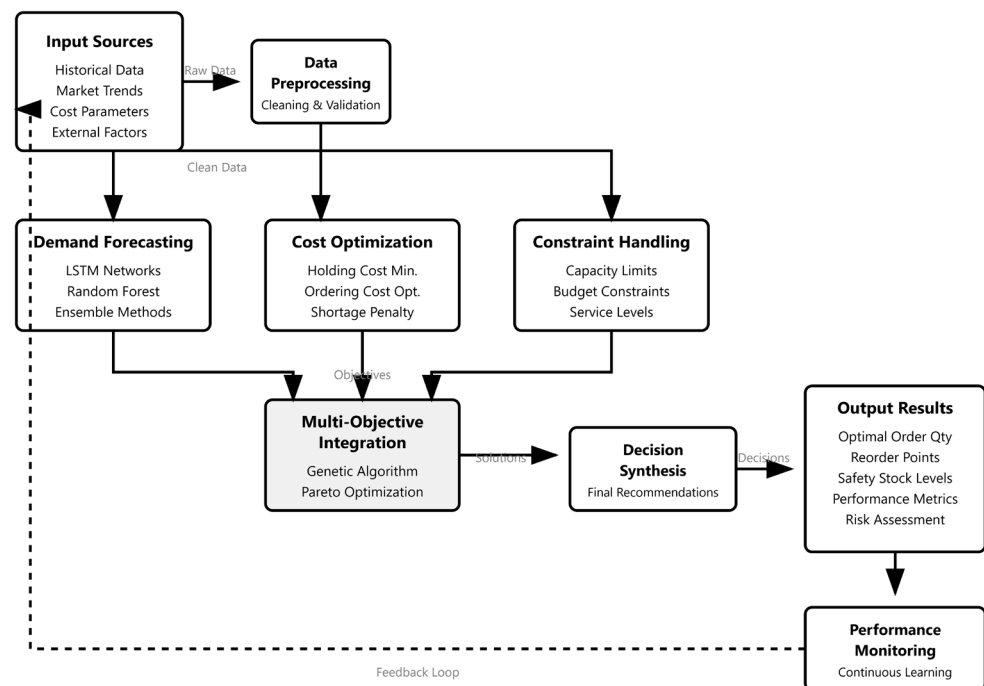 Input Sources
Historical Data
Market Trends
Cost Parameters
External Factors
Raw Data
Data
Preprocessing
Cleaning & Validation
Clean Data
Demand Forecasting
LSTM Networks
Random Forest
Ensemble Methods
Cost Optimization
Holding Cost Min.
Ordering Cost Opt.
Shortage Penalty
Constraint Handling
Capacity Limits
Budget Constraints
Service Levels
Objectives
Multi-Objective
Integration
Genetic Algorithm
Pareto Optimization
Solutions
Decision
Synthesis
Final Recommendations
Decisions
Output Results
Optimal Order Qty
Reorder Points
Safety Stock Levels
Performance Metrics
Risk Assessment
Performance
Monitoring
Continuous Learning
Feedback Loop